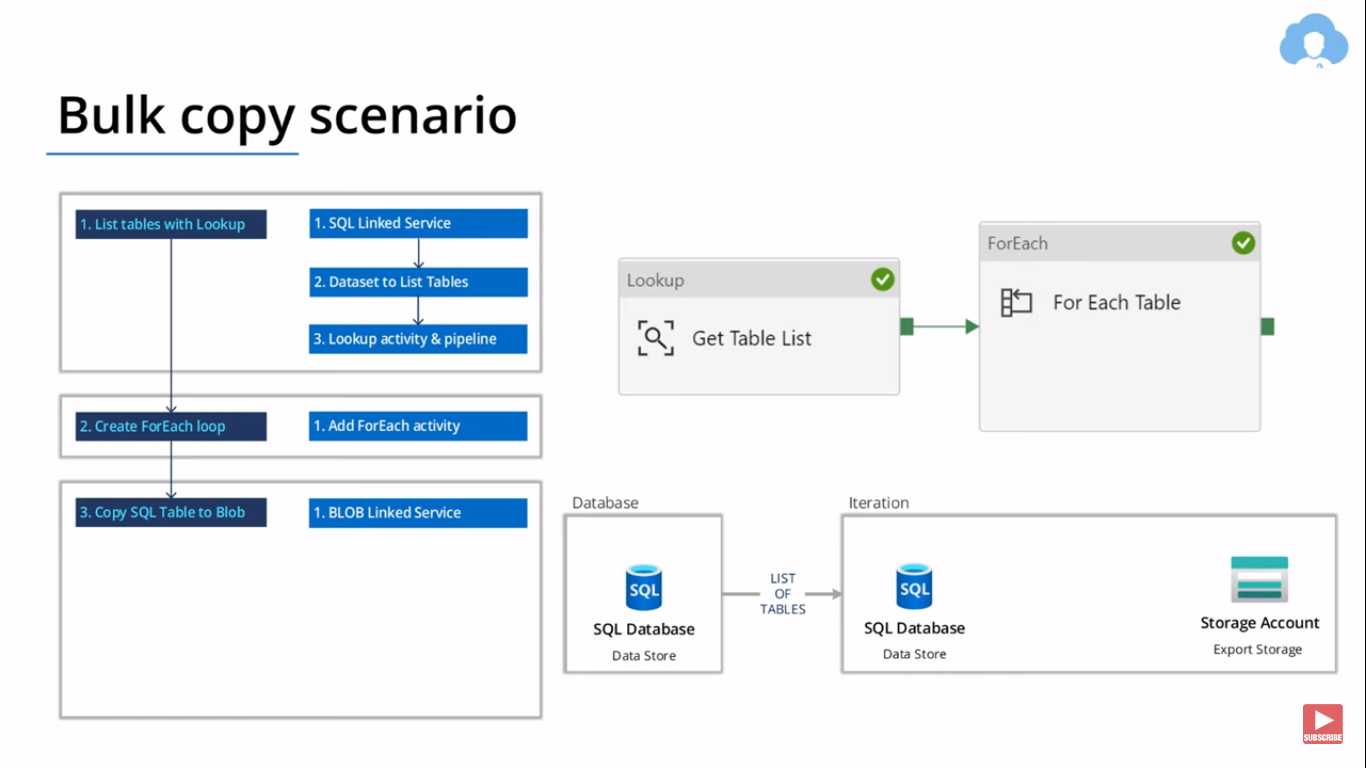 Bulk copy scenario
1. List tables with Lookup
1. SQL Linked Service
2. Dataset to List Tables
3. Lookup activity & pipeline
2. Create ForEach loop
1. Add ForEach activity
3. Copy SQL Table to Blob
1. BLOB Linked Service
Lookup
Get Table List
ForEach
For Each Table
Database
SQL
SQL Database
Data Store
LIST
OF
TABLES
Iteration
SQL
SQL Database
Data Store
Storage Account
Export Storage
SUBSCRIBE